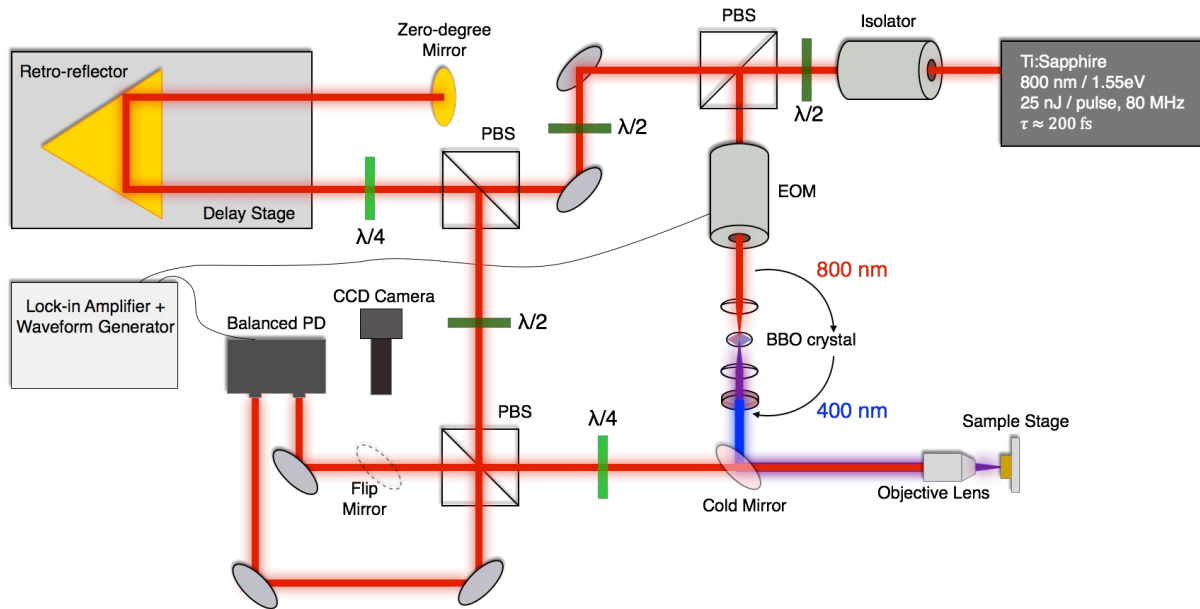 PBS
Isolator
Ti:Sapphire
800 nm / 1.55eV
25 nJ / pulse, 80 MHz
τ ≈ 200 fs
λ/2
Zero-degree
Mirror
Retro-reflector
λ/2
PBS
Delay Stage
λ/4
EOM
800 nm
Lock-in Amplifier +
Waveform Generator
CCD Camera
Balanced PD
λ/2
BBO crystal
400 nm
PBS
λ/4
Sample Stage
Flip
Mirror
Cold Mirror
Objective Lens